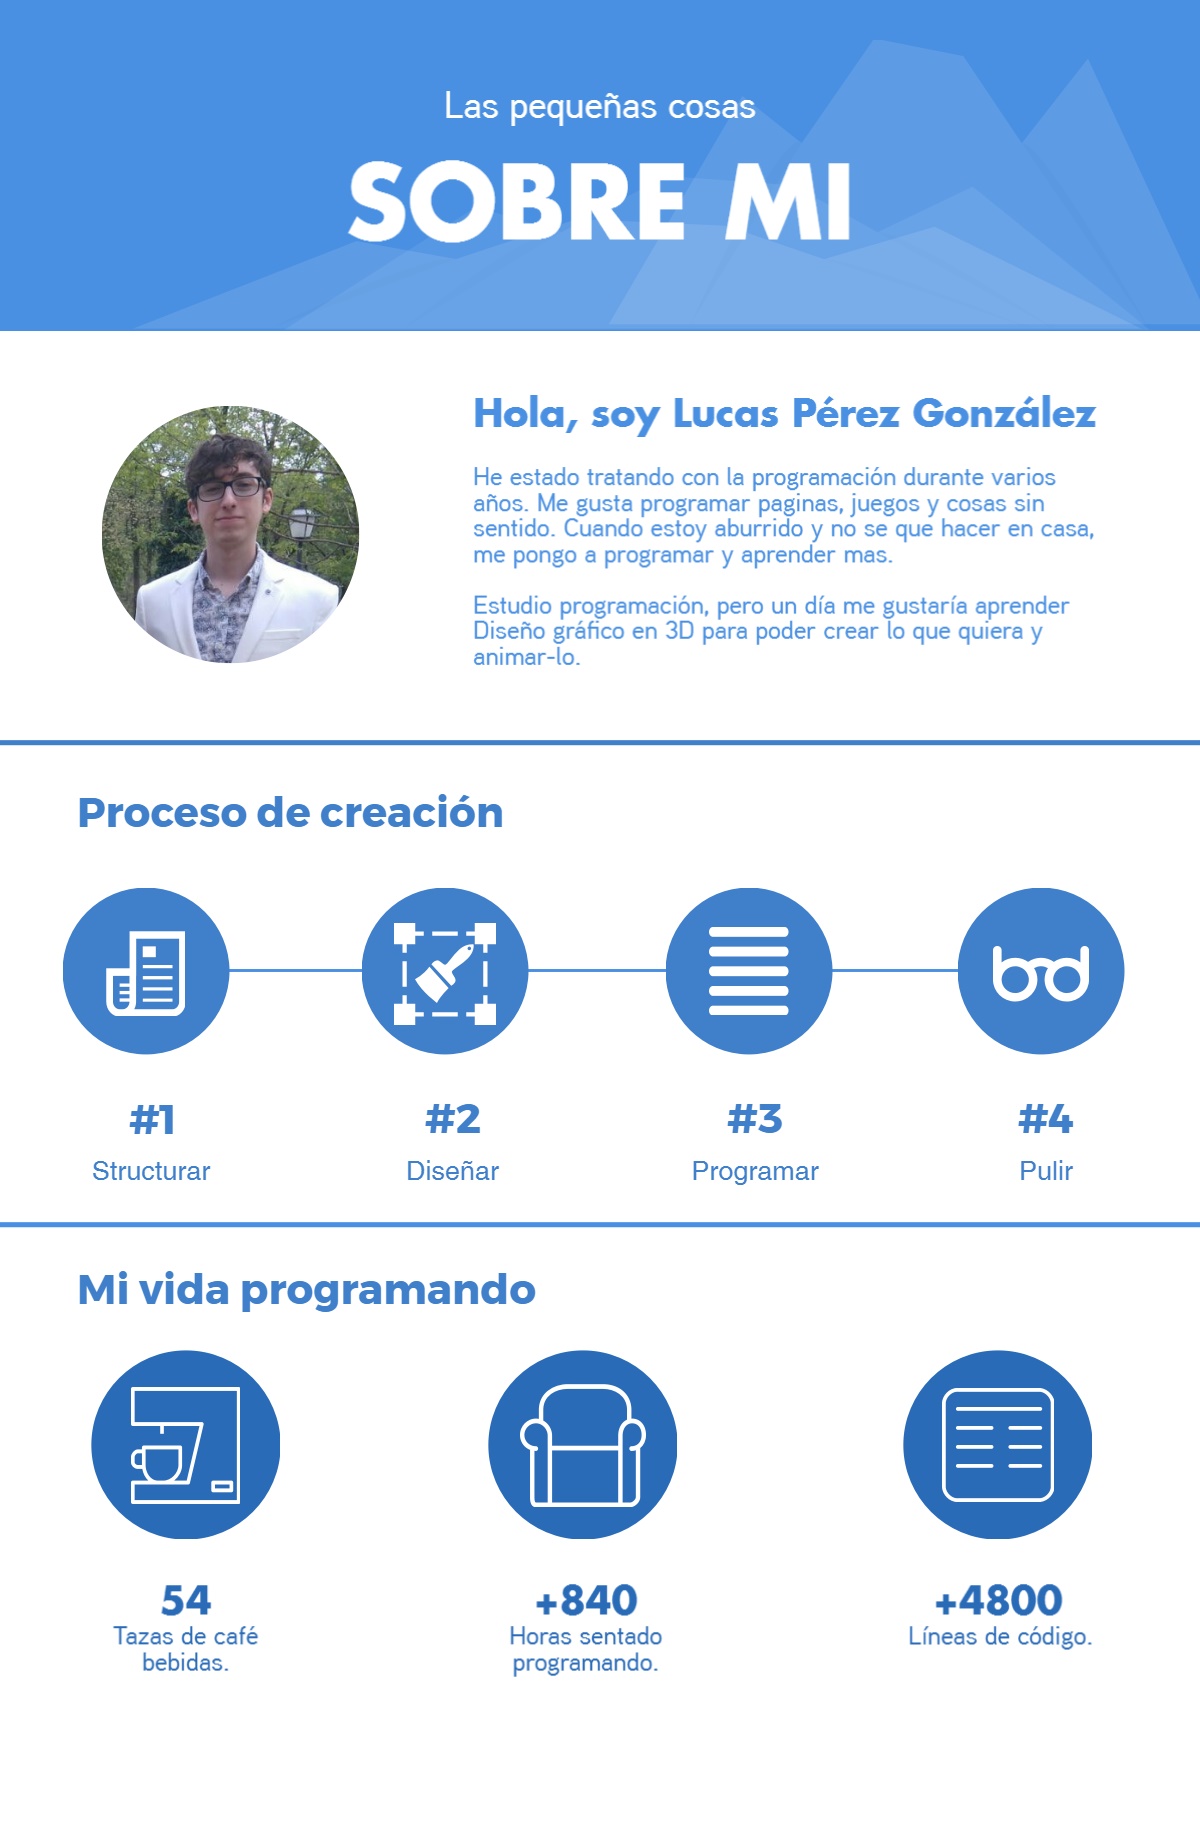 Las pequeñas cosas
SOBRE MI
Hola, soy Lucas Pérez González
He estado tratando con la programación durante varios
años. Me gusta programar paginas, juegos y cosas sin
sentido. Cuando estoy aburrido y no se que hacer en casa,
me pongo a programar y aprender mas.
Estudio programación, pero un día me gustaría aprender
Diseño gráfico en 3D para poder crear lo que quiera y
animar-lo.
Proceso de creación
#1
Structurar
#2
Diseñar
#3
Programar
#4
Pulir
Mi vida programando
54
Tazas de café
bebidas.
+840
Horas sentado
programando.
+4800
Líneas de código.